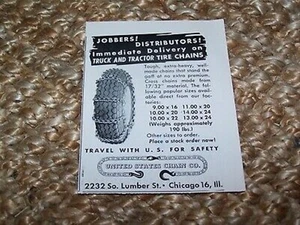 JOBBERS!
DISTRIBUTORS!
Immediate Delivery on
TRUCK AND TRACTOR TIRE CHAINS
Tough, extra-heavy, well-
made chains that stand the
gaff at no extra premium.
Cross chains made from
17/32" material. The fol-
lowing popular sizes avail-
able direct from our fac-
tories:
9.00 x 16 11.00 x 20
10.00 x 20 14.00 x 24
10.00 x 22 13.00 x 24
(Weighs approximately
190 lbs.)
Other sizes to order.
Place a stock order now!
TRAVEL WITH U. S. FOR SAFETY
UNITED STATES CHAIN CO.
2232 So. Lumber St. • Chicago 16, Ill.